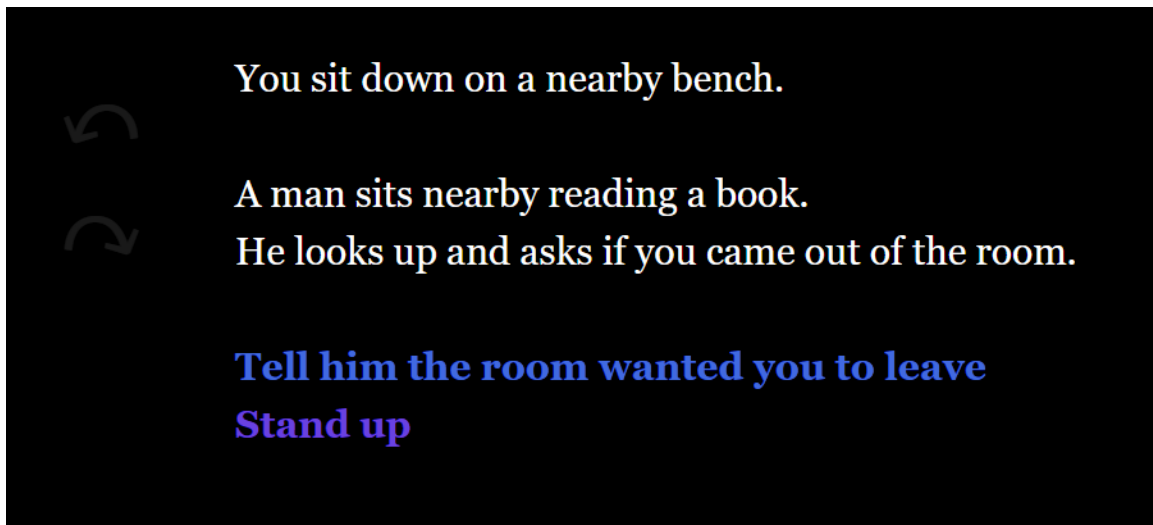 You sit down on a nearby bench.
A man sits nearby reading a book.
He looks up and asks if you came out of the room.
Tell him the room wanted you to leave
Stand up